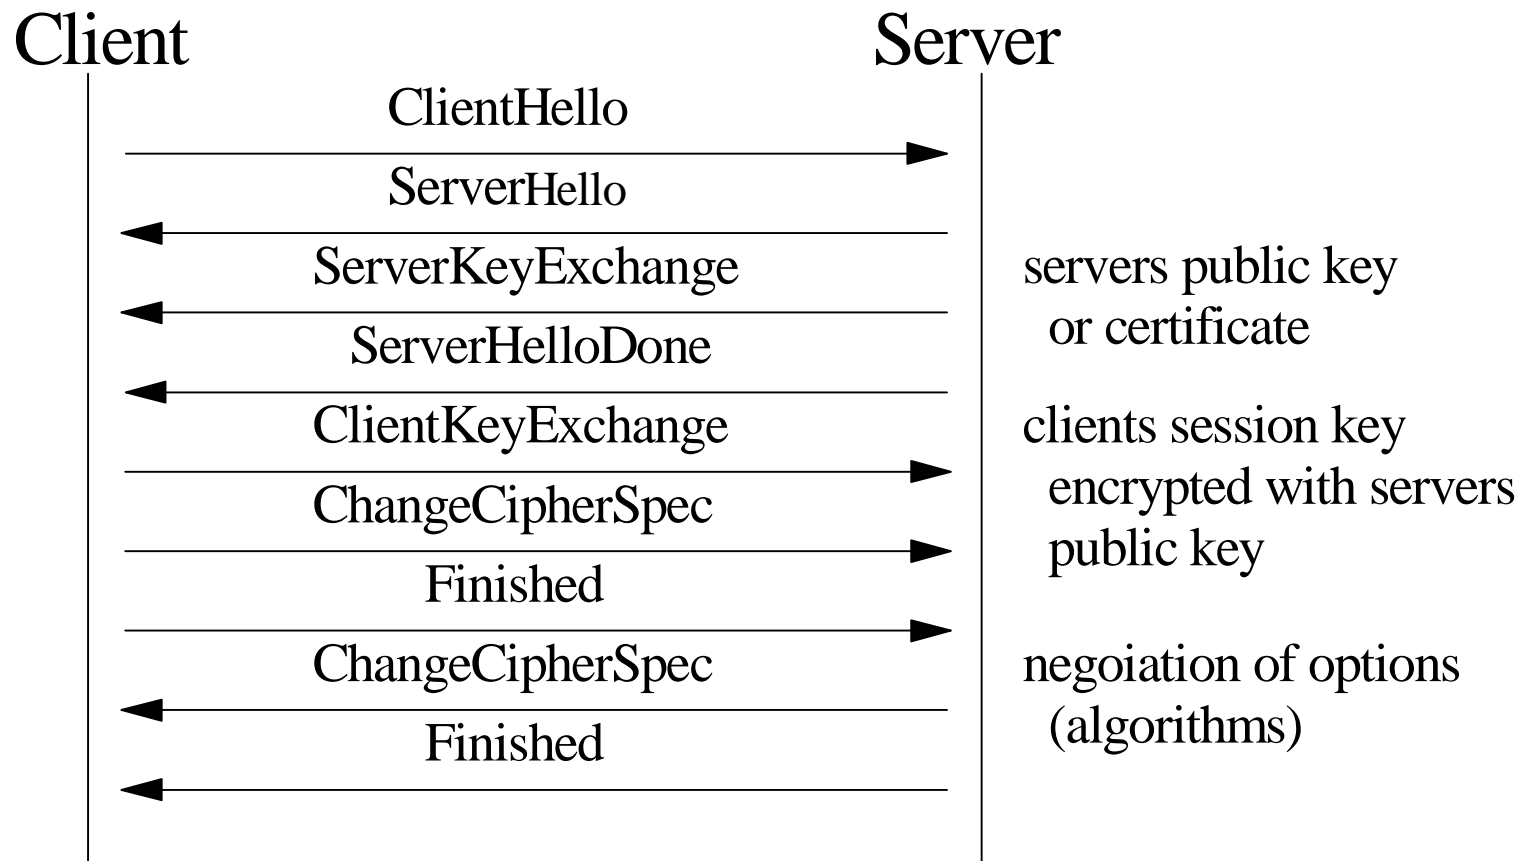 Client Server
ClientHello
ServerHello
ServerKeyExchange servers public key
or certificate
ServerHelloDone
ClientKeyExchange clients session key
encrypted with servers
ChangeCipherSpec
public key
Finished
ChangeCipherSpec negoiation of options
(algorithms)
Finished